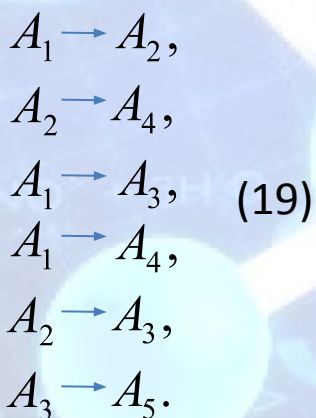 A₁ → A₂,
A₂ → A₄,
A₁ → A₃,
(19)
A₁ → A₄,
A₂ → A₃,
A₃ → A₅.